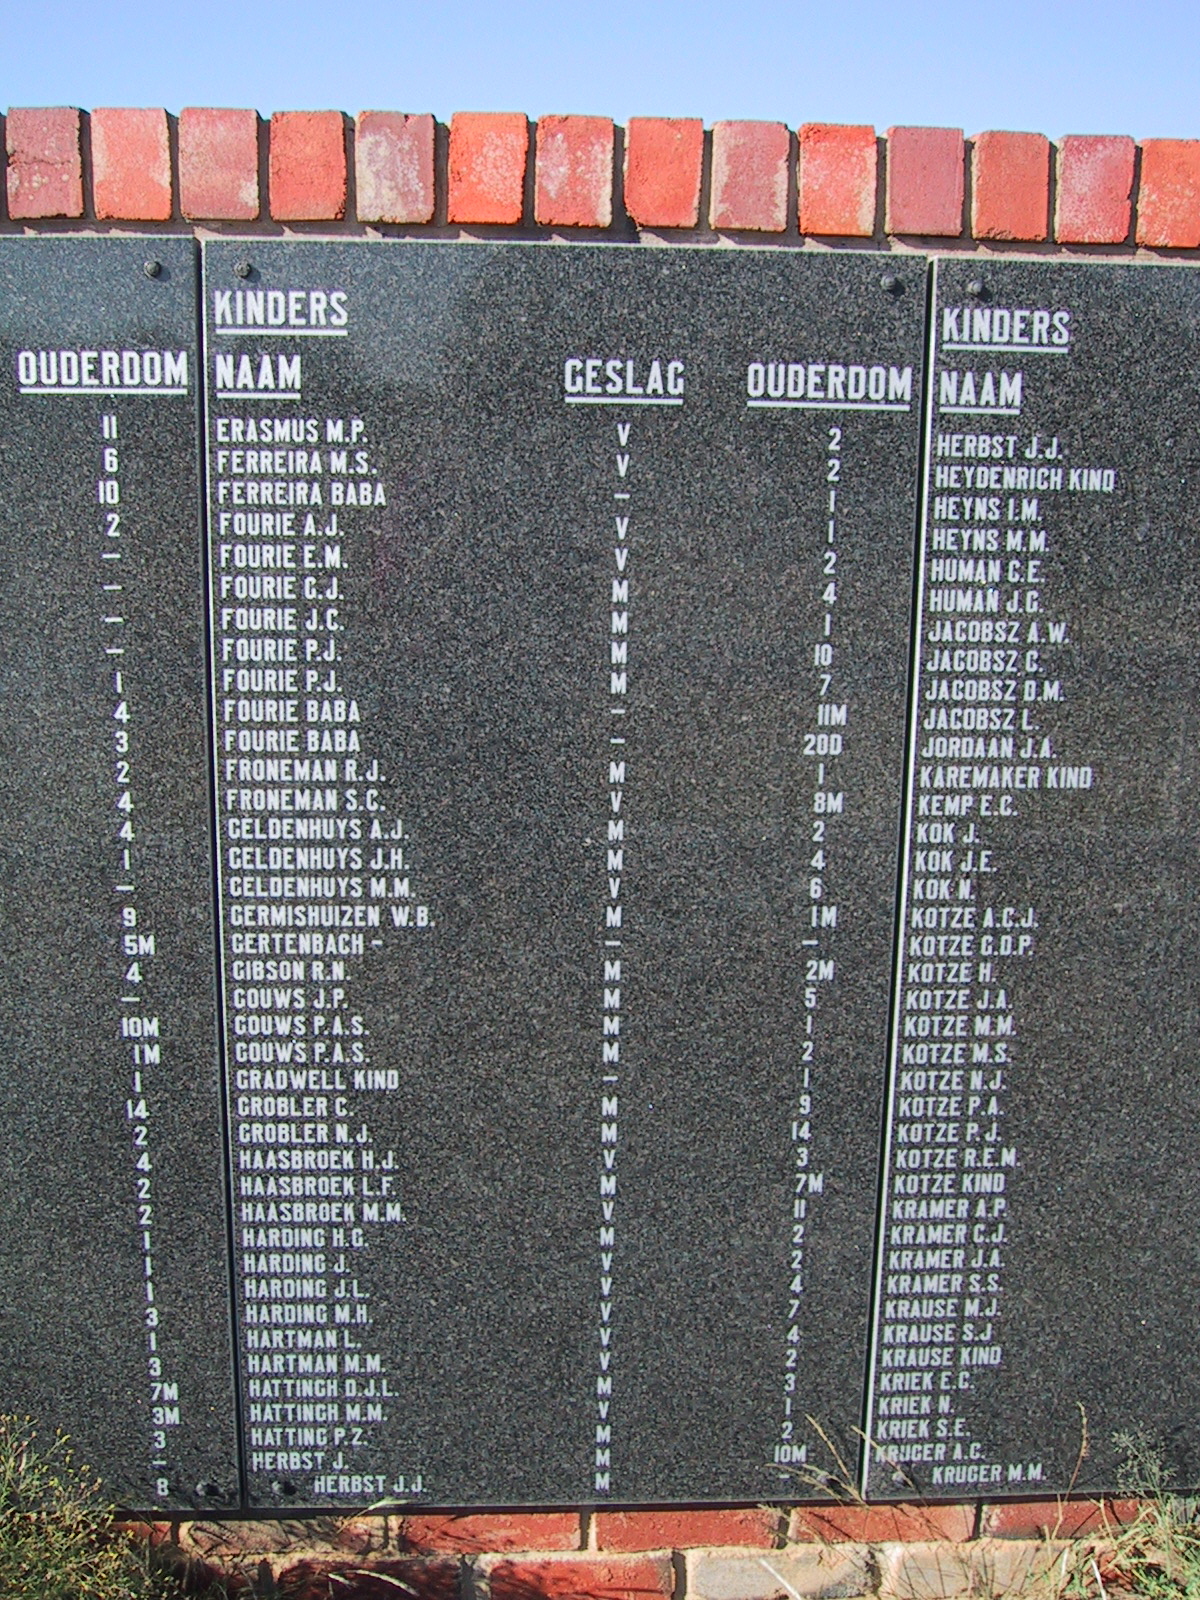 OUDERDOM
11
6
10
2
–
–
–
–
1
4
3
2
4
4
1
–
9
5M
4
–
10M
1M
1
14
2
4
2
2
1
1
1
3
1
3
7M
3M
3
–
8
KINDERS
NAAM GESLAG OUDERDOM
ERASMUS M.P. V 2
FERREIRA M.S. V 2
FERREIRA BABA – 1
FOURIE A.J. V 1
FOURIE E.M. V 2
FOURIE G.J. M 4
FOURIE J.C. M 1
FOURIE P.J. M 10
FOURIE P.J. M 7
FOURIE BABA – 11M
FOURIE BABA – 20D
FRONEMAN R.J. M 1
FRONEMAN S.C. V 8M
GELDENHUYS A.J. M 2
GELDENHUYS J.H. M 4
GELDENHUYS M.M. V 6
GERMISHUIZEN W.B. M 1M
GERTENBACH – – –
GIBSON R.N. M 2M
GOUWS J.P. M 5
GOUWS P.A.S. M 1
GOUWS P.A.S. M 2
GRADWELL KIND – 1
GROBLER C. M 9
GROBLER N.J. M 14
HAASBROEK H.J. V 3
HAASBROEK L.F. M 7M
HAASBROEK M.M. V 11
HARDING H.G. M 2
HARDING J. V 2
HARDING J.L. V 4
HARDING M.H. V 7
HARTMAN L. V 4
HARTMAN M.M. V 2
HATTINGH D.J.L. M 3
HATTINGH M.M. V 1
HATTING P.Z. M 2
HERBST J. M 10M
HERBST J.J. M –
KINDERS
NAAM
HERBST J.J.
HEYDENRICH KIND
HEYNS I.M.
HEYNS M.M.
HUMAN C.E.
HUMAN J.G.
JACOBSZ A.W.
JACOBSZ C.
JACOBSZ D.M.
JACOBSZ L.
JORDAAN J.A.
KAREMAKER KIND
KEMP E.C.
KOK J.
KOK J.E.
KOK N.
KOTZE A.C.J.
KOTZE G.D.P.
KOTZE H.
KOTZE J.A.
KOTZE M.M.
KOTZE M.S.
KOTZE N.J.
KOTZE P.A.
KOTZE P.J.
KOTZE R.E.M.
KOTZE KIND
KRAMER A.P.
KRAMER C.J.
KRAMER J.A.
KRAMER S.S.
KRAUSE M.J.
KRAUSE S.J
KRAUSE KIND
KRIEK E.C.
KRIEK N.
KRIEK S.E.
KRUGER A.C.
KRUGER M.M.